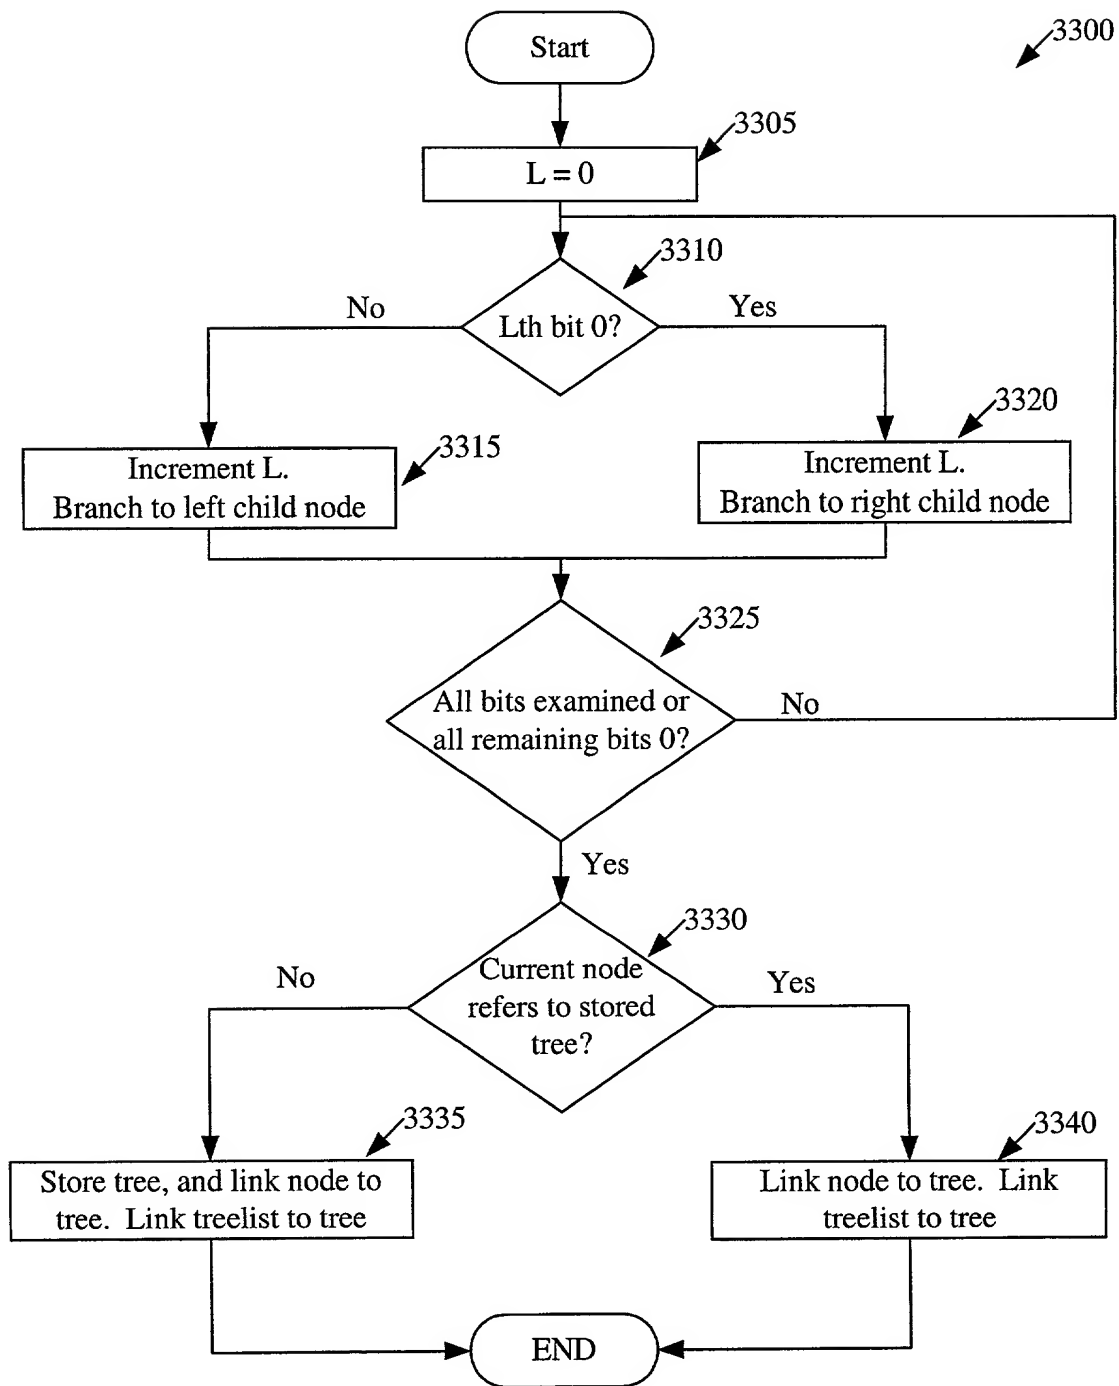 Start
3300
3305
L = 0
3310
No
Lth bit 0?
Yes
3315
3320
Increment L.
Branch to left child node
Increment L.
Branch to right child node
3325
All bits examined or
all remaining bits 0?
No
Yes
3330
No
Current node
refers to stored
tree?
Yes
3335
3340
Store tree, and link node to
tree. Link treelist to tree
Link node to tree. Link
treelist to tree
END